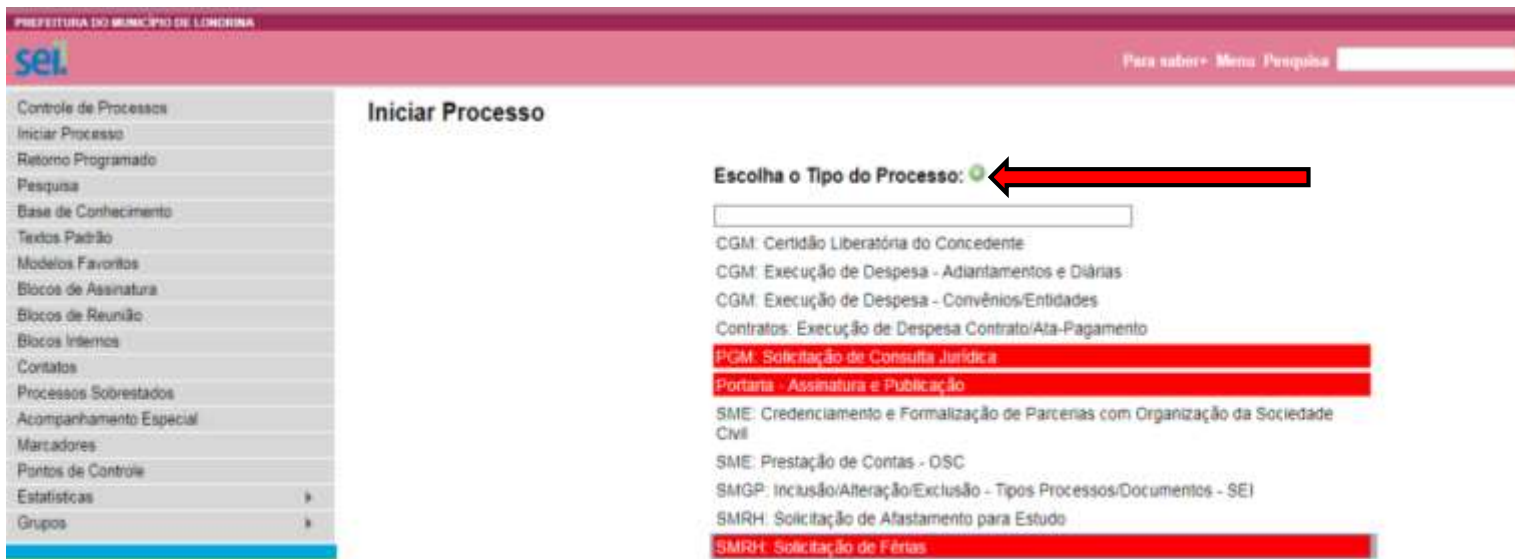 PREFEITURA DO MUNICÍPIO DE LONDRINA
sei.
Para saber+ Menu Pesquisa
Controle de Processos
Iniciar Processo
Retorno Programado
Pesquisa
Base de Conhecimento
Textos Padrão
Modelos Favoritos
Blocos de Assinatura
Blocos de Reunião
Blocos Internos
Contatos
Processos Sobrestados
Acompanhamento Especial
Marcadores
Pontos de Controle
Estatísticas
Grupos
Iniciar Processo
Escolha o Tipo do Processo:
CGM: Certidão Liberatória do Concedente
CGM: Execução de Despesa - Adiantamentos e Diárias
CGM: Execução de Despesa - Convênios/Entidades
Contratos: Execução de Despesa Contrato/Ata-Pagamento
PGM: Solicitação de Consulta Jurídica
Portaria - Assinatura e Publicação
SME: Credenciamento e Formalização de Parcerias com Organização da Sociedade
Civil
SME: Prestação de Contas - OSC
SMGP: Inclusão/Alteração/Exclusão - Tipos Processos/Documentos - SEI
SMRH: Solicitação de Afastamento para Estudo
SMRH: Solicitação de Férias